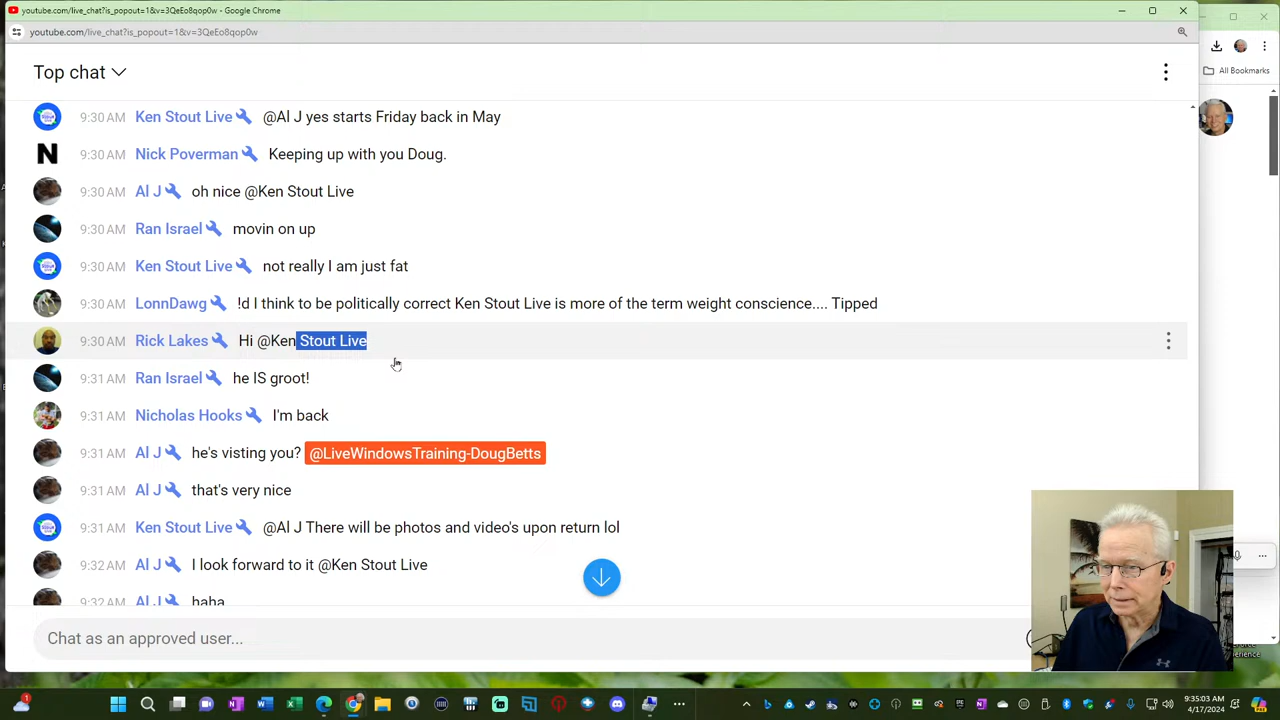 youtube.com/live_chat?is_popout=1&v=3QeEo8qop0w - Google Chrome
youtube.com/live_chat?is_popout=1&v=3QeEo8qop0w
Top chat
All Bookmarks
9:30 AM Ken Stout Live @Al J yes starts Friday back in May
N 9:30 AM Nick Poverman Keeping up with you Doug.
9:30 AM Al J oh nice @Ken Stout Live
9:30 AM Ran Israel movin on up
9:30 AM Ken Stout Live not really I am just fat
9:30 AM LonnDawg !d I think to be politically correct Ken Stout Live is more of the term weight conscience.... Tipped
9:30 AM Rick Lakes Hi @Ken Stout Live
9:31 AM Ran Israel he IS groot!
9:31 AM Nicholas Hooks I'm back
9:31 AM Al J he's visting you? @LiveWindowsTraining-DougBetts
9:31 AM Al J that's very nice
9:31 AM Ken Stout Live @Al J There will be photos and video's upon return lol
9:31 AM Al J I look forward to it @Ken Stout Live
9:32 AM Al J haha
Chat as an approved user...
9:35:03 AM
4/17/2024